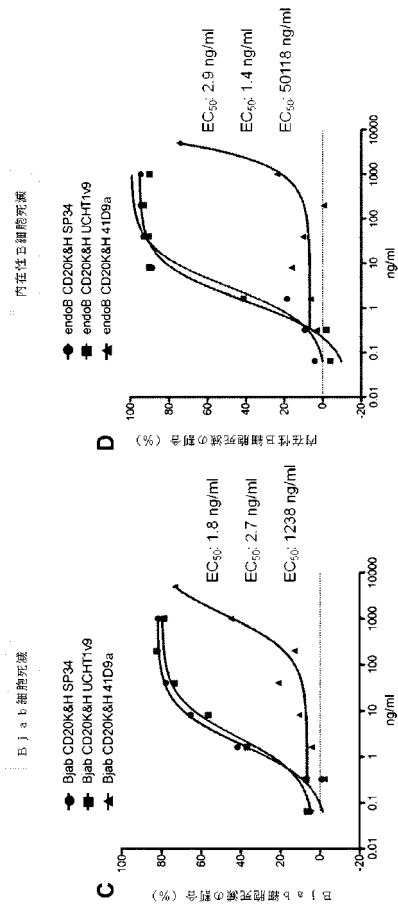 C
Bjab細胞死滅
Bjab CD20K&H SP34
Bjab CD20K&H UCHT1v9
Bjab CD20K&H 41D9a
Bjab細胞死滅の割合 (%)
100
80
60
40
20
0
-20
0.01
0.1
1
10
100
1000
10000
ng/ml
EC50: 1.8 ng/ml
EC50: 2.7 ng/ml
EC50: 1238 ng/ml
D
内在性B細胞死滅
endoB CD20K&H SP34
endoB CD20K&H UCHT1v9
endoB CD20K&H 41D9a
内在性B細胞死滅の割合 (%)
100
80
60
40
20
0
-20
0.01
0.1
1
10
100
1000
10000
ng/ml
EC50: 2.9 ng/ml
EC50: 1.4 ng/ml
EC50: 50118 ng/ml